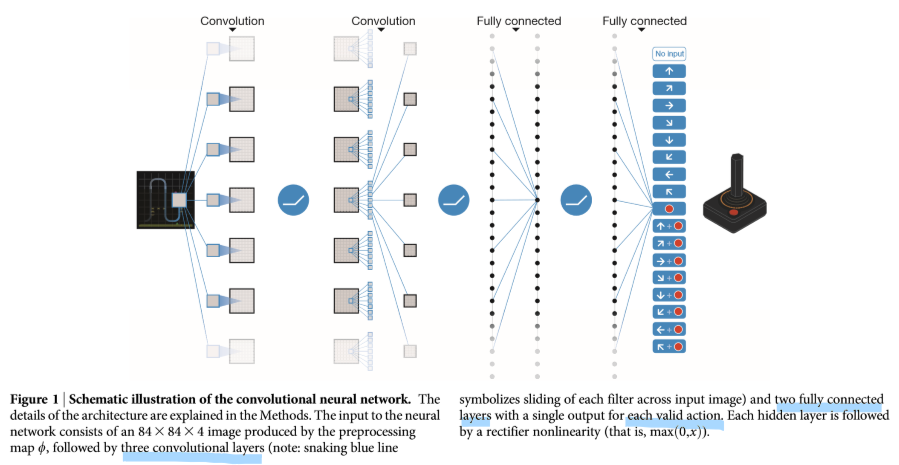 Convolution
Convolution
Fully connected
Fully connected
No input
↑
↗
→
↘
↓
↙
←
↖
↑+
↗+
→+
↘+
↓+
↙+
←+
↖+
Figure 1 | Schematic illustration of the convolutional neural network. The
details of the architecture are explained in the Methods. The input to the neural
network consists of an 84 × 84 × 4 image produced by the preprocessing
map ϕ, followed by three convolutional layers (note: snaking blue line
symbolizes sliding of each filter across input image) and two fully connected
layers with a single output for each valid action. Each hidden layer is followed
by a rectifier nonlinearity (that is, max(0,x)).